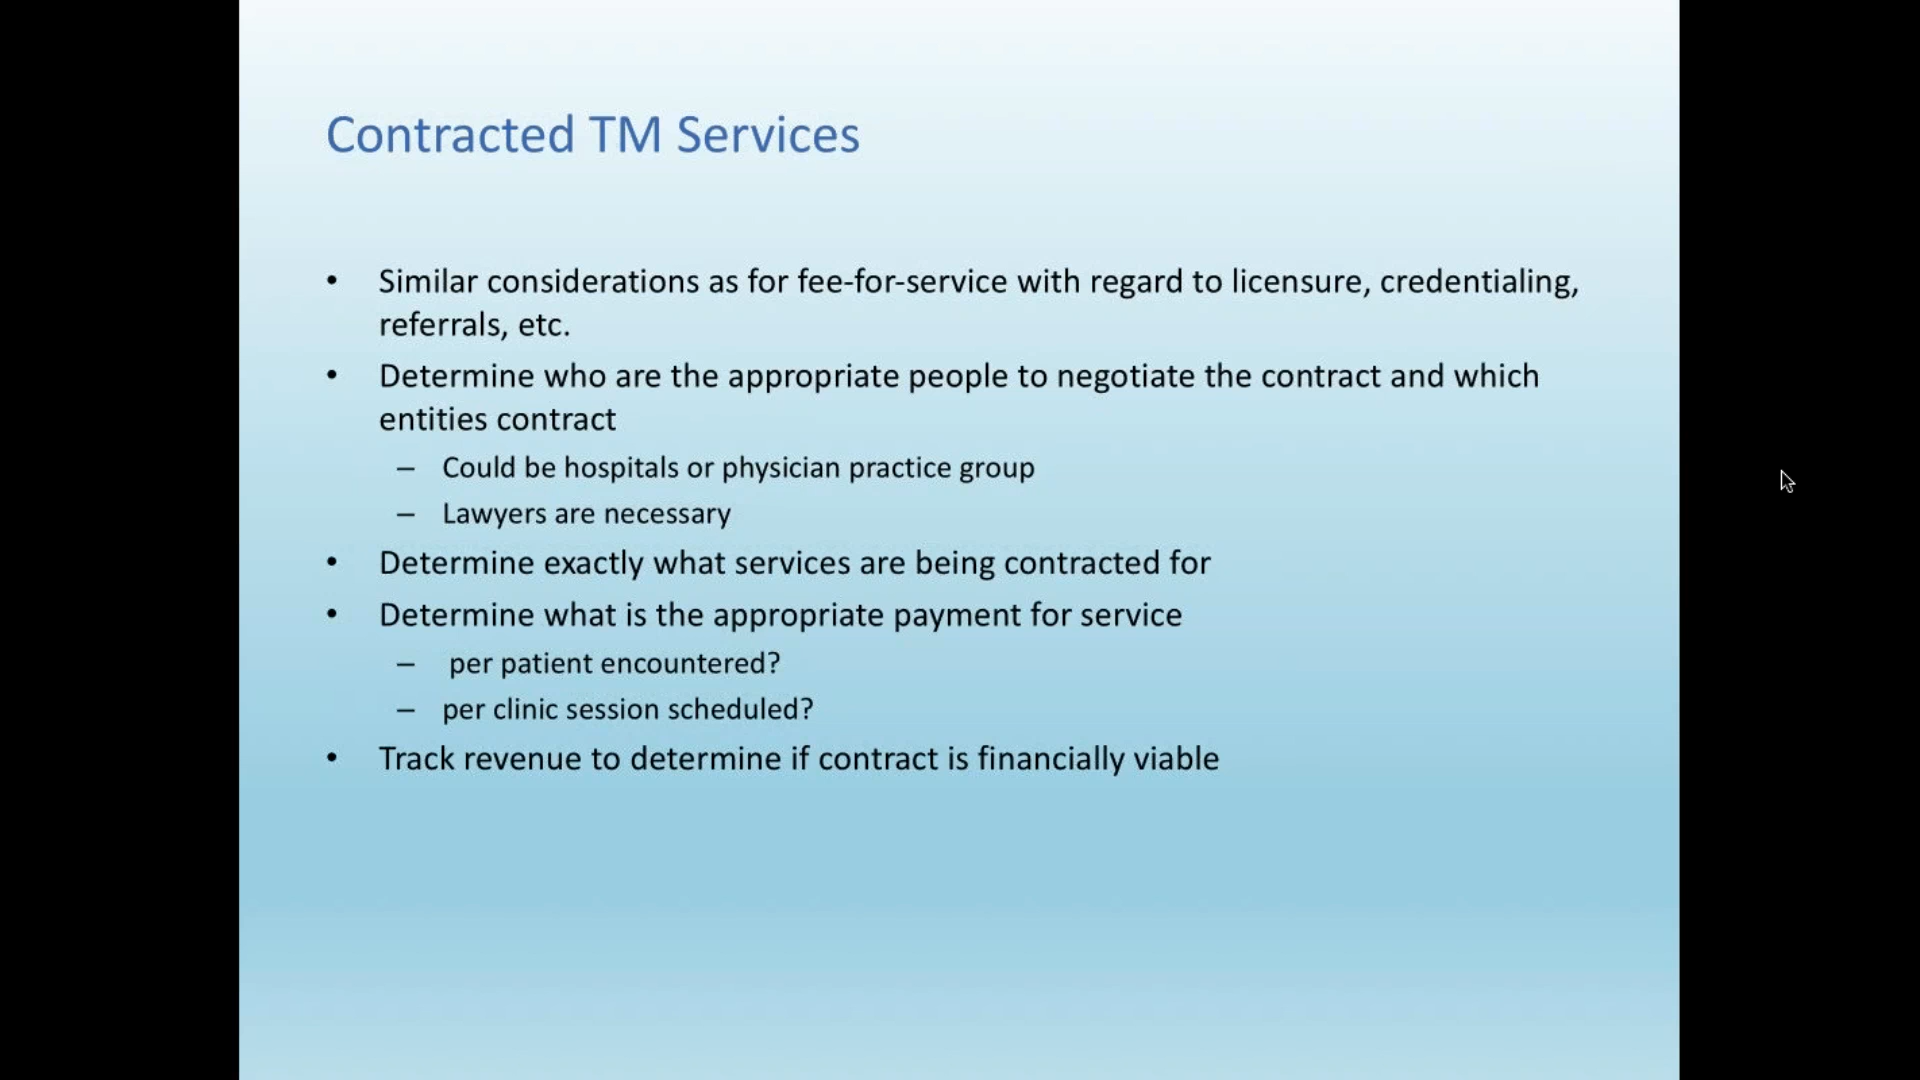 Contracted TM Services
• Similar considerations as for fee-for-service with regard to licensure, credentialing,
referrals, etc.
• Determine who are the appropriate people to negotiate the contract and which
entities contract
– Could be hospitals or physician practice group
– Lawyers are necessary
• Determine exactly what services are being contracted for
• Determine what is the appropriate payment for service
– per patient encountered?
– per clinic session scheduled?
• Track revenue to determine if contract is financially viable